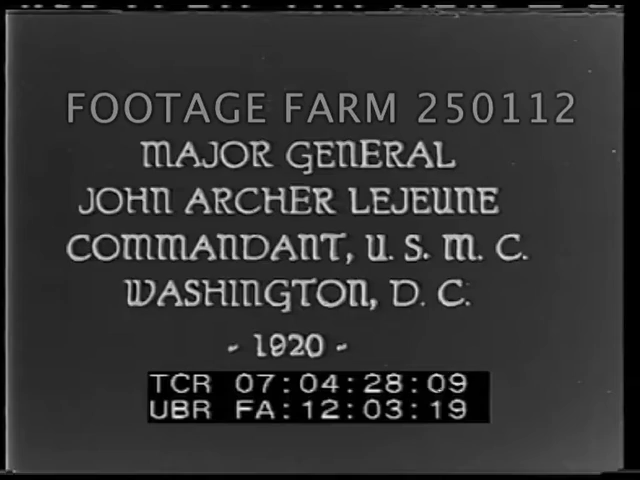 FOOTAGE FARM 250112
MAJOR GENERAL
JOHN ARCHER LEJEUNE
COMMANDANT, U. S. M. C.
WASHINGTON, D. C.
- 1920 -
TCR 07:04:28:09
UBR FA:12:03:19